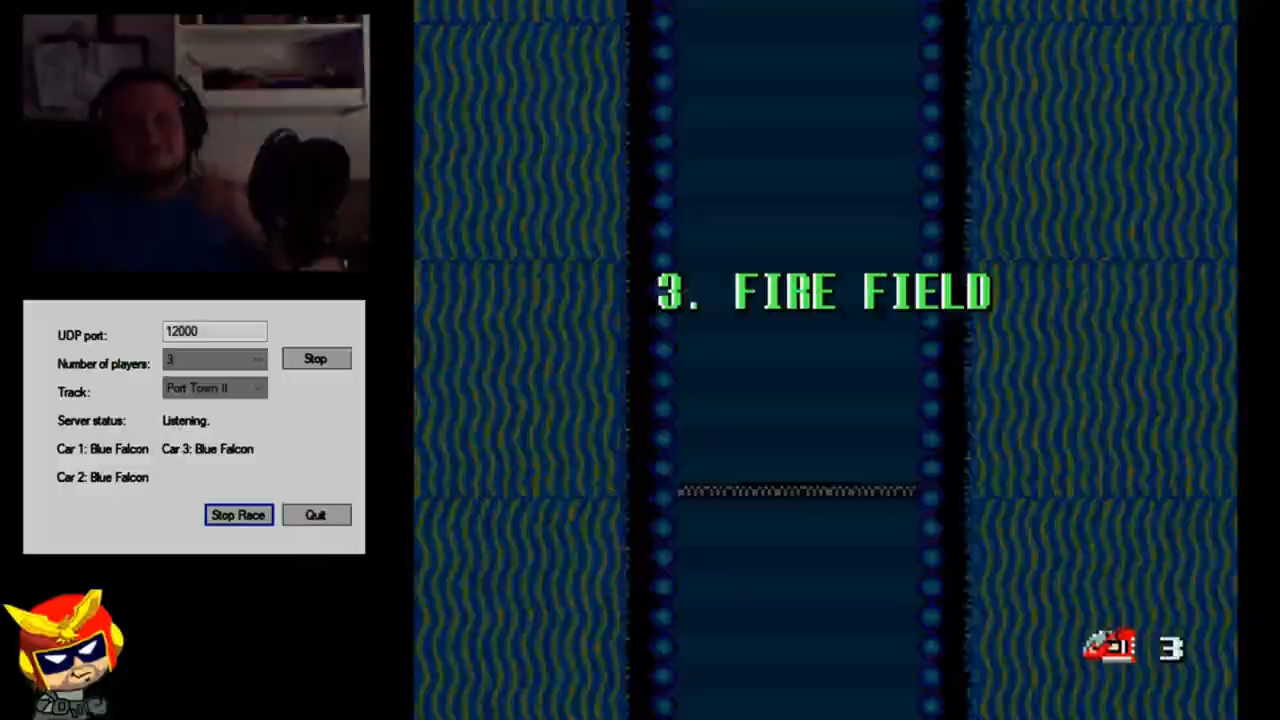 UDP port: 12000
Number of players: 3 Stop
Track: Port Town II
Server status: Listening.
Car 1: Blue Falcon Car 3: Blue Falcon
Car 2: Blue Falcon
Stop Race Quit
3. FIRE FIELD
3